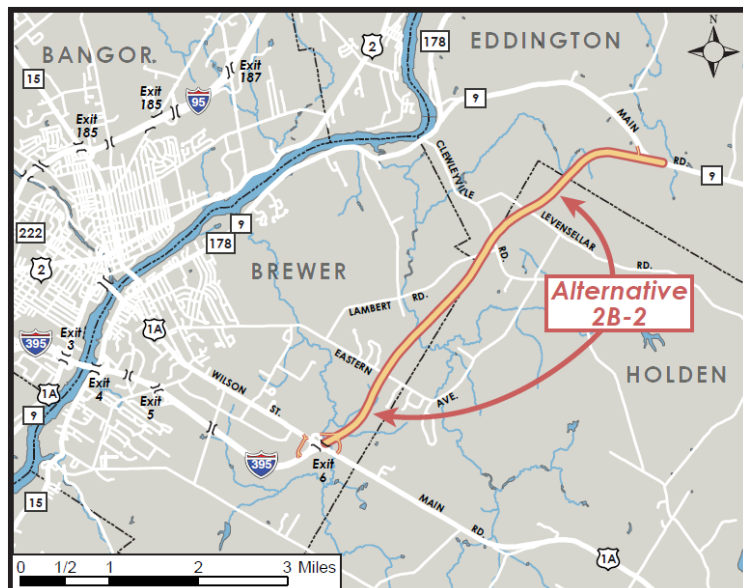 N
178
EDDINGTON
2
BANGOR
Exit
187
15
Exit
185
95
9
MAIN
RD.
9
Exit
185
CLEWLEYVILLE
RD.
9
178
LEVENSELLAR
RD.
222
2
BREWER
LAMBERT RD.
Alternative
2B-2
1A
Exit
3
395
EASTERN
AVE.
HOLDEN
WILSON
ST.
Exit
4
Exit
5
1A
9
395
Exit
6
MAIN
RD.
15
1A
0 1/2 1 2 3 Miles